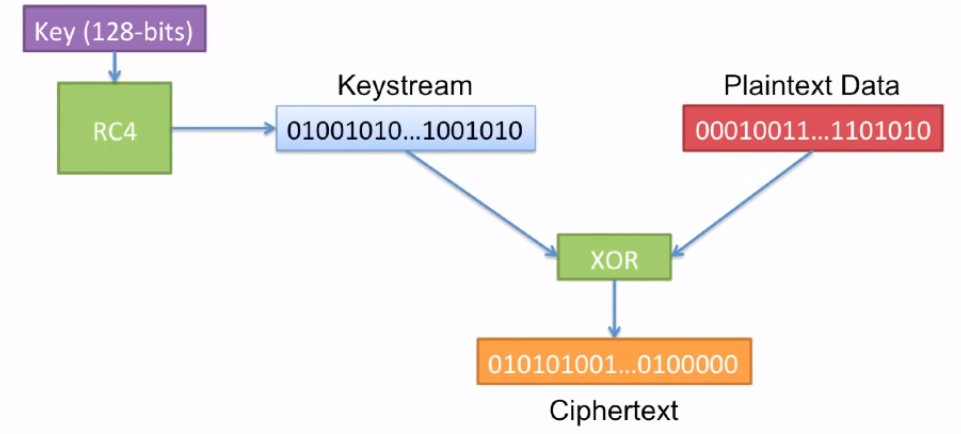 Key (128-bits)
RC4
Keystream
01001010...1001010
Plaintext Data
00010011...1101010
XOR
010101001...0100000
Ciphertext